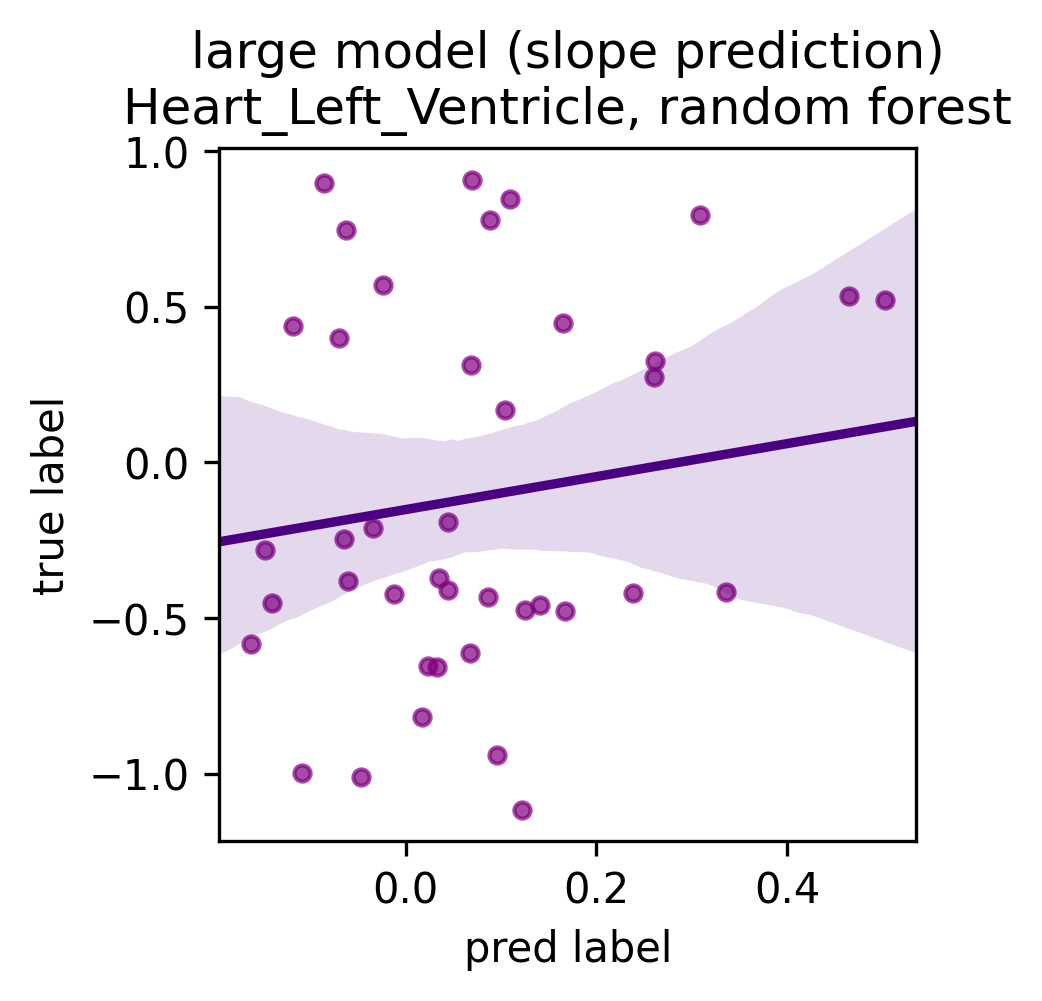 large model (slope prediction)
Heart_Left_Ventricle, random forest
1.0
0.5
0.0
−0.5
−1.0
true label
0.0 0.2 0.4
pred label